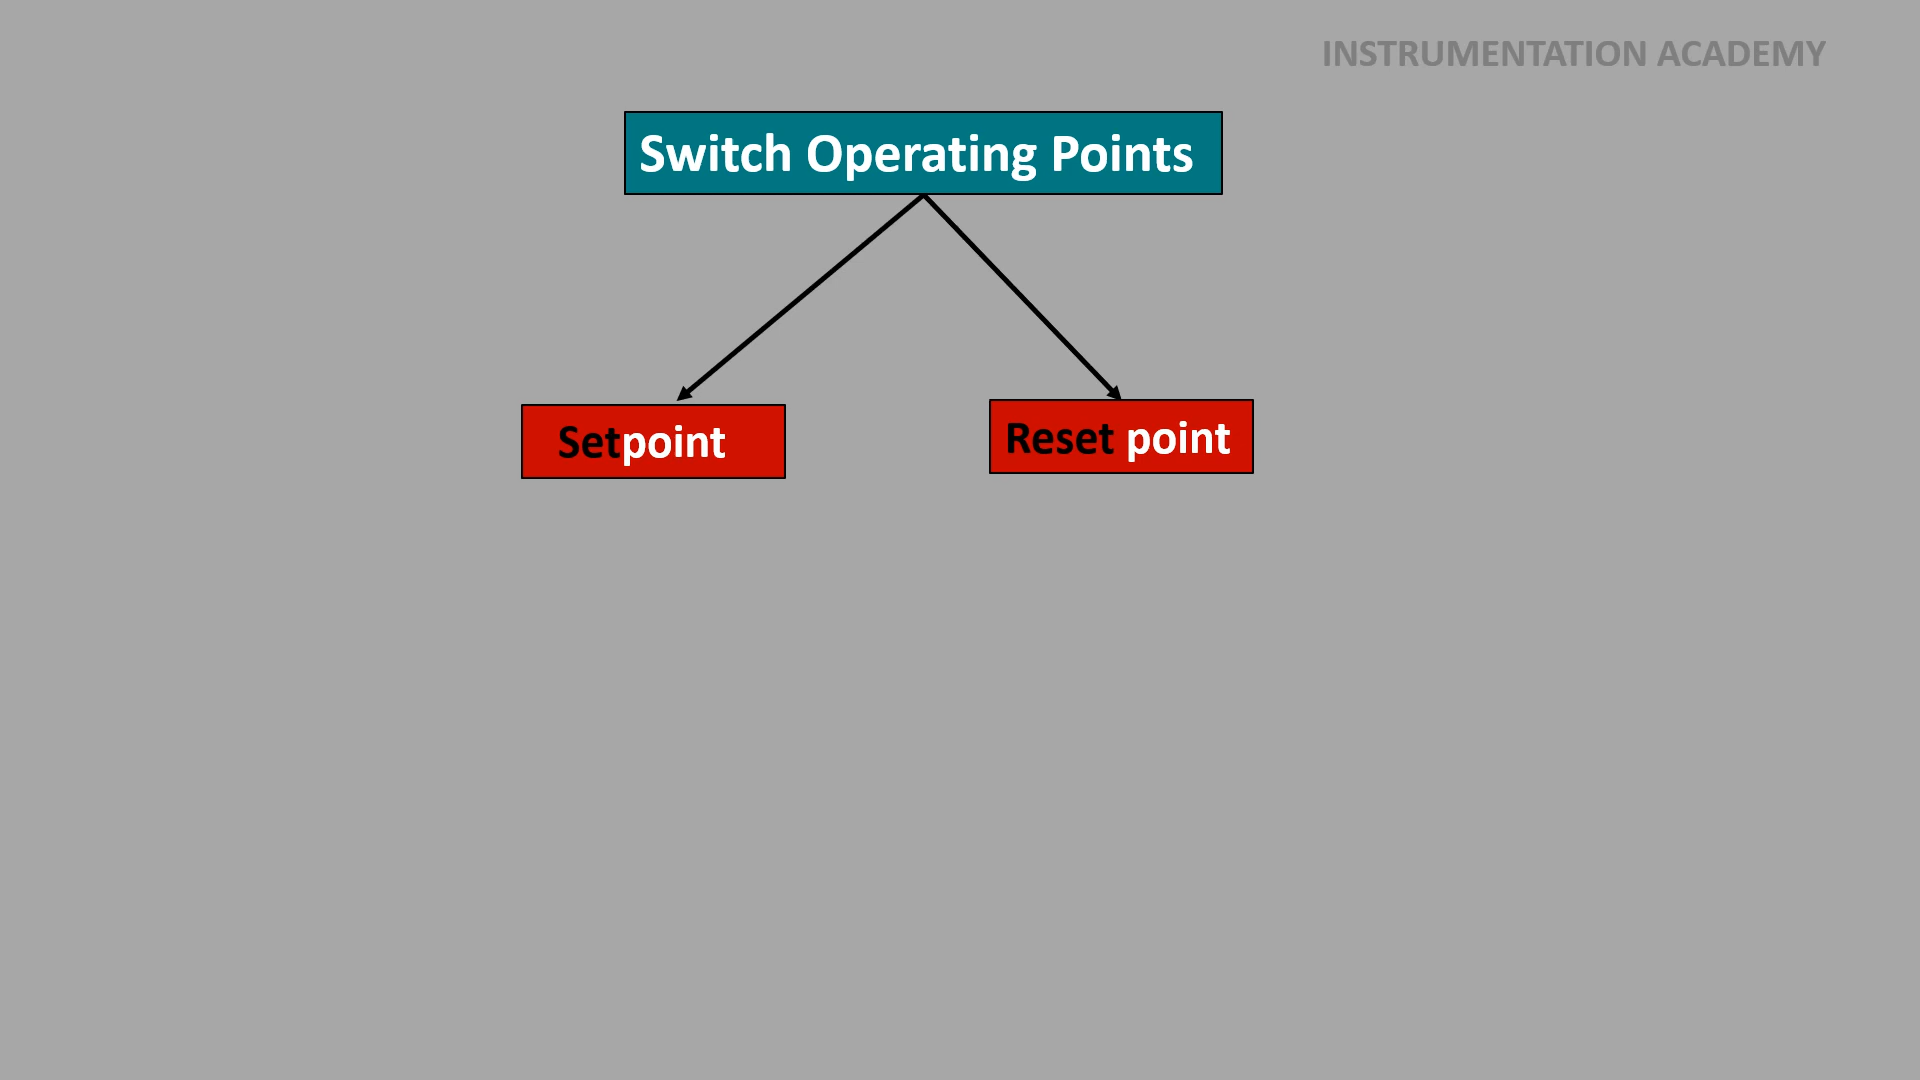 INSTRUMENTATION ACADEMY
Switch Operating Points
Setpoint
Reset point